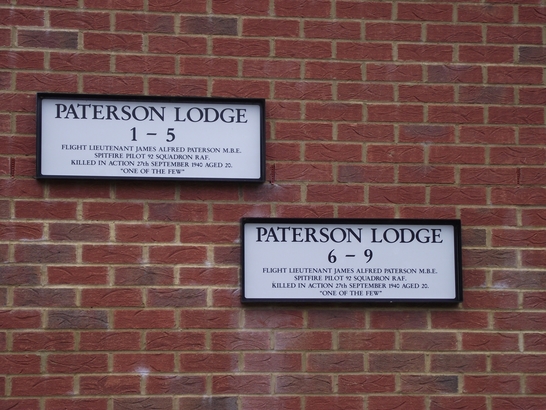 PATERSON LODGE
1 – 5
FLIGHT LIEUTENANT JAMES ALFRED PATERSON M.B.E.
SPITFIRE PILOT 92 SQUADRON RAF.
KILLED IN ACTION 27th SEPTEMBER 1940 AGED 20.
"ONE OF THE FEW"
PATERSON LODGE
6 – 9
FLIGHT LIEUTENANT JAMES ALFRED PATERSON M.B.E.
SPITFIRE PILOT 92 SQUADRON RAF.
KILLED IN ACTION 27th SEPTEMBER 1940 AGED 20.
"ONE OF THE FEW"